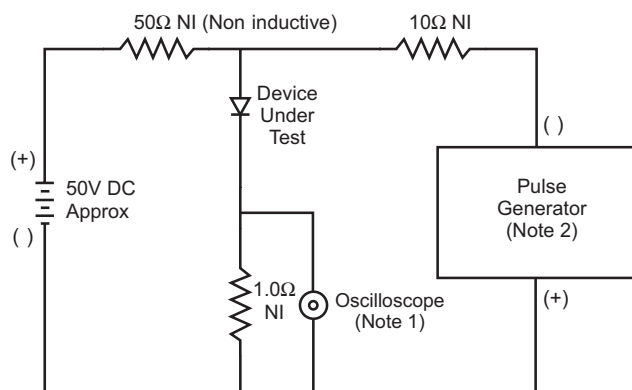 50Ω NI (Non inductive)
10Ω NI
Device
Under
Test
(+)
50V DC
Approx
( )
( )
Pulse
Generator
(Note 2)
(+)
1.0Ω
NI
Oscilloscope
(Note 1)